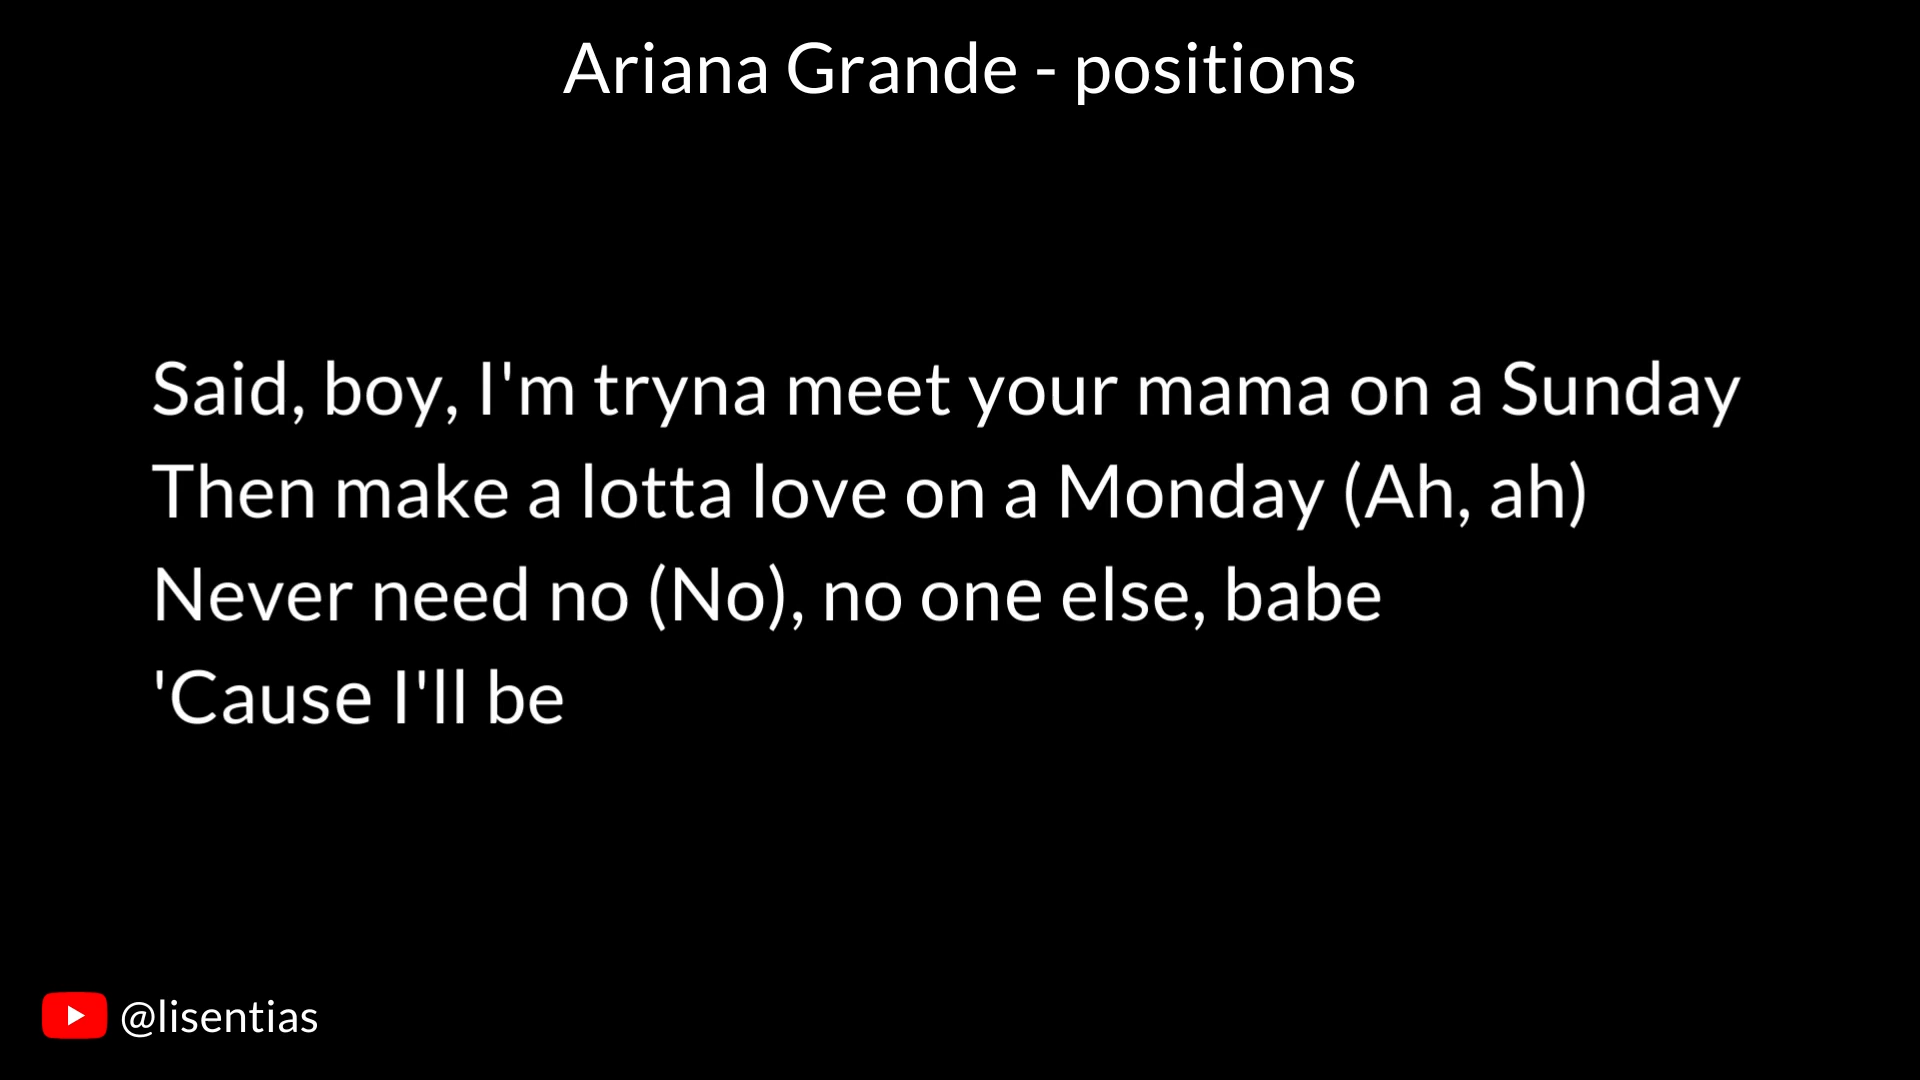 Ariana Grande - positions
Said, boy, I'm tryna meet your mama on a Sunday
Then make a lotta love on a Monday (Ah, ah)
Never need no (No), no one else, babe
'Cause I'll be
@lisentias